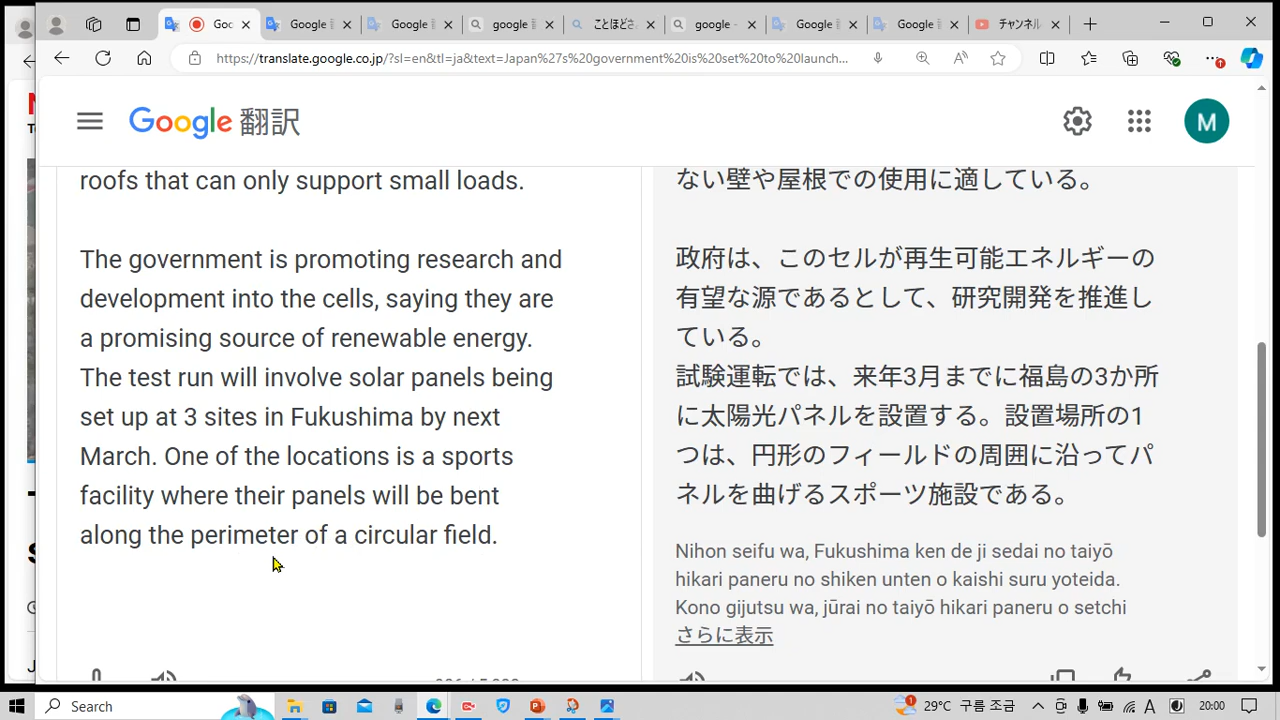 Goo
Google
Google
google
ことほどさ
google -
Google
Google
チャンネル
https://translate.google.co.jp/?sl=en&tl=ja&text=Japan%27s%20government%20is%20set%20to%20launch...
Google 翻訳
M
roofs that can only support small loads.
The government is promoting research and
development into the cells, saying they are
a promising source of renewable energy.
The test run will involve solar panels being
set up at 3 sites in Fukushima by next
March. One of the locations is a sports
facility where their panels will be bent
along the perimeter of a circular field.
ない壁や屋根での使用に適している。
政府は、このセルが再生可能エネルギーの
有望な源であるとして、研究開発を推進し
ている。
試験運転では、来年3月までに福島の3か所
に太陽光パネルを設置する。設置場所の1
つは、円形のフィールドの周囲に沿ってパ
ネルを曲げるスポーツ施設である。
Nihon seifu wa, Fukushima ken de ji sedai no taiyō
hikari paneru no shiken unten o kaishi suru yoteida.
Kono gijutsu wa, jūrai no taiyō hikari paneru o setchi
さらに表示
Search
29°C 구름 조금
A
20:00